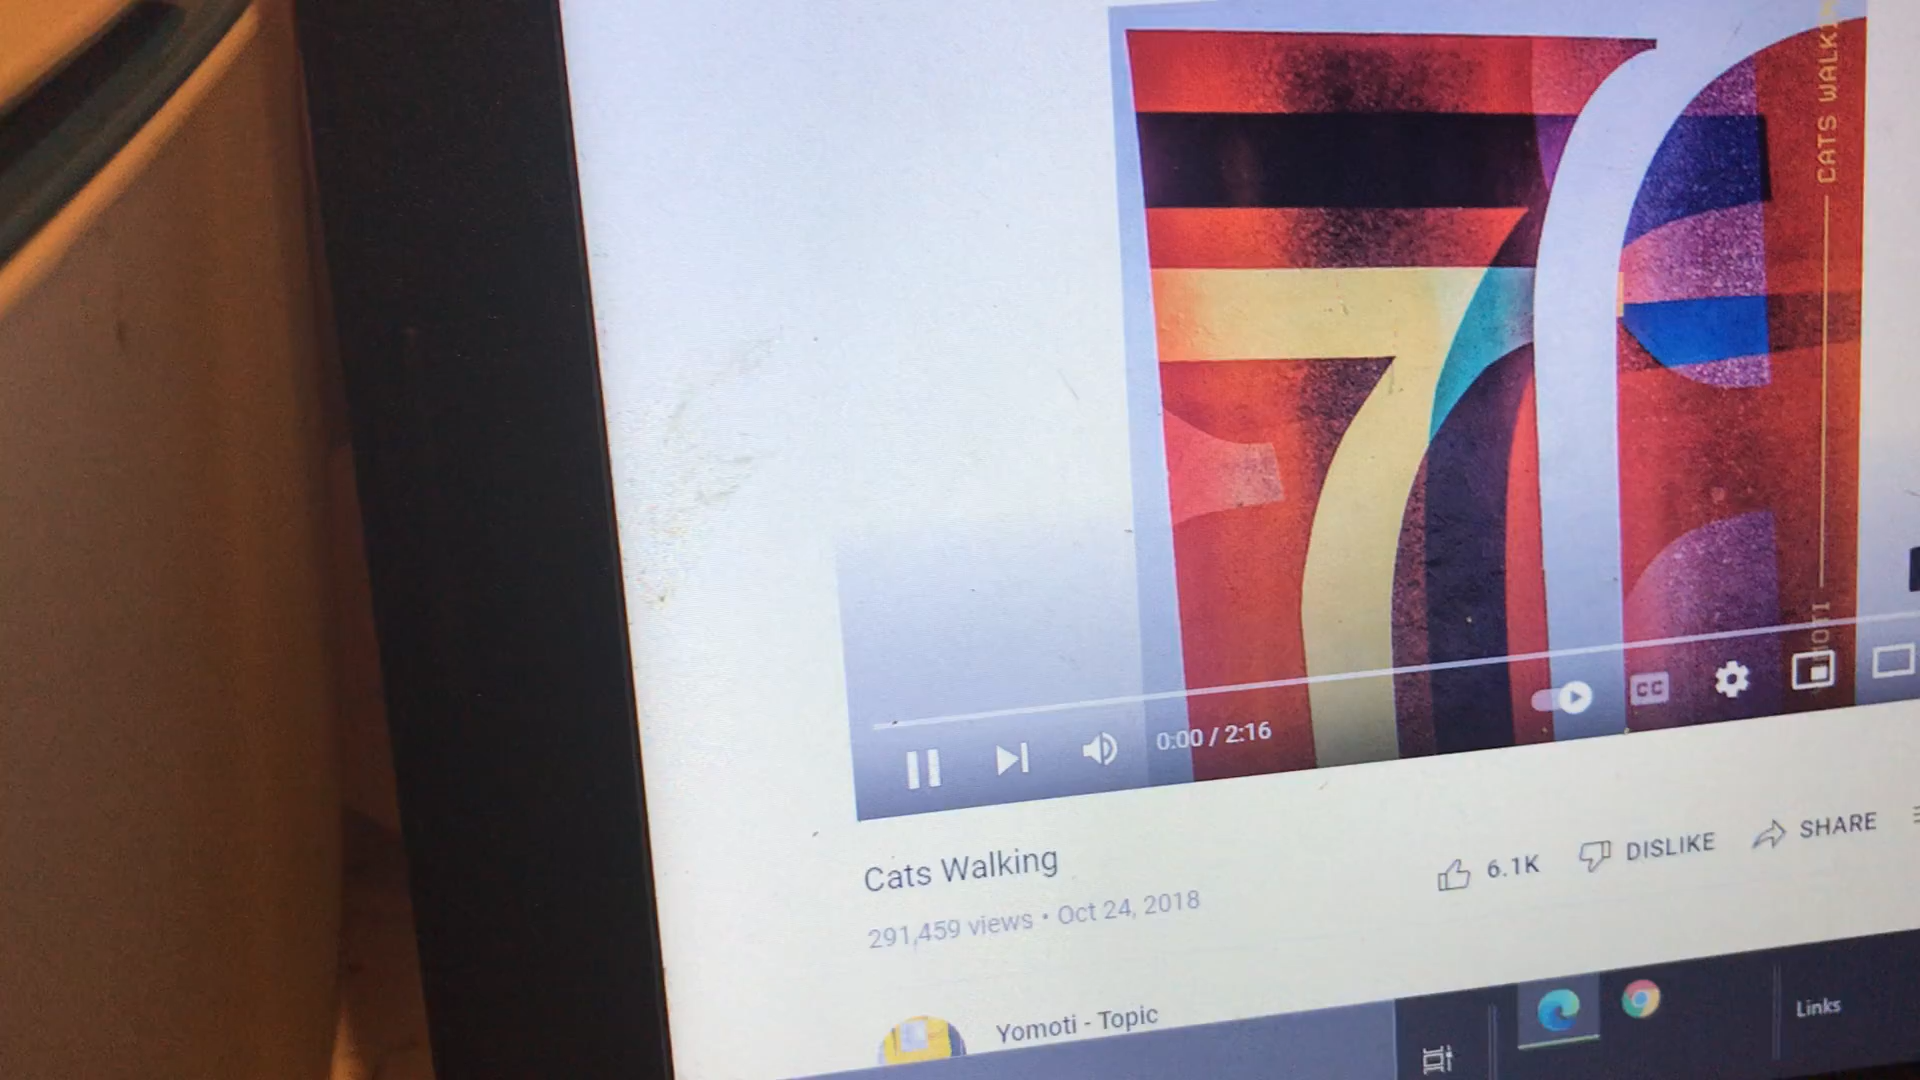 CATS WALK
0:00 / 2:16
CC
Cats Walking
291,459 views • Oct 24, 2018
6.1K
DISLIKE
SHARE
Yomoti - Topic
Links